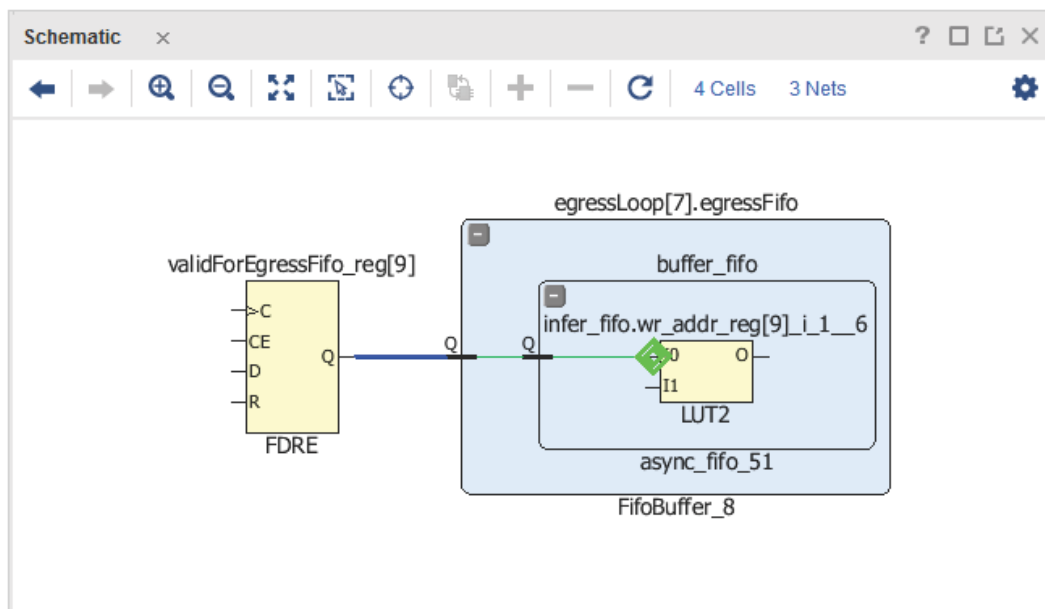 Schematic
4 Cells 3 Nets
egressLoop[7].egressFifo
validForEgressFifo_reg[9]
buffer_fifo
infer_fifo.wr_addr_reg[9]_i_1__6
>C
CE
D
R
Q
Q
Q
I0
O
I1
LUT2
FDRE
async_fifo_51
FifoBuffer_8